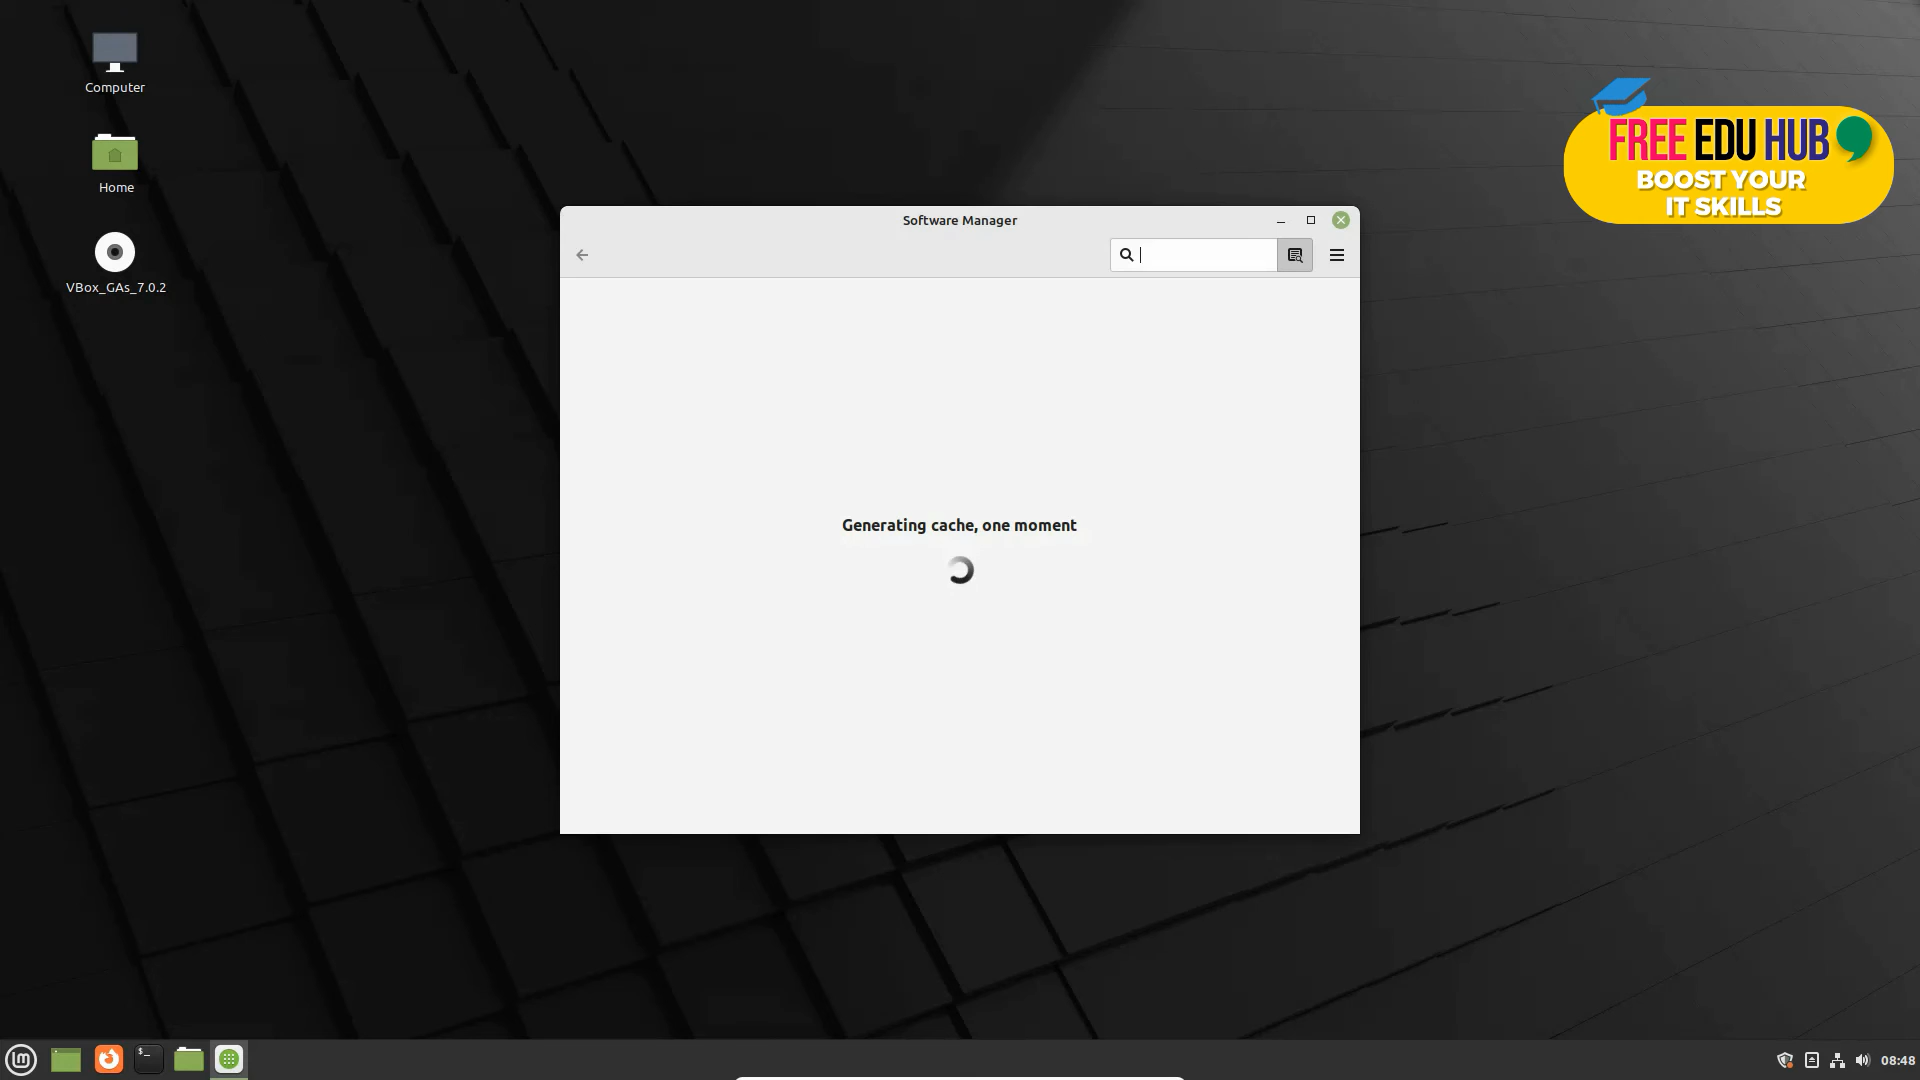 Computer
Home
VBox_GAs_7.0.2
FREE EDU HUB
BOOST YOUR
IT SKILLS
Software Manager
Generating cache, one moment
$_
08:48